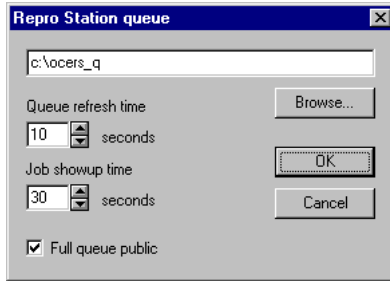 Repro Station queue
c:\ocers_q
Queue refresh time
Browse...
10 seconds
OK
Job showup time
30 seconds
Cancel
Full queue public